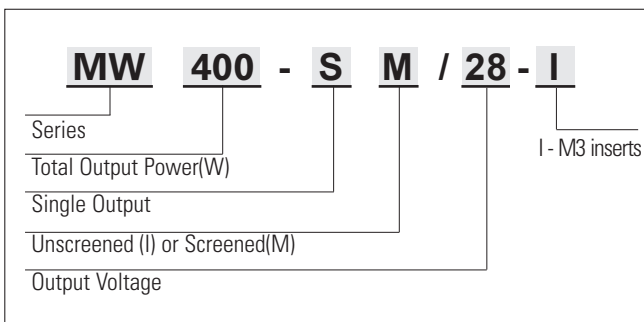 MW 400 - S M / 28 - I
Series
I - M3 inserts
Total Output Power(W)
Single Output
Unscreened (I) or Screened(M)
Output Voltage